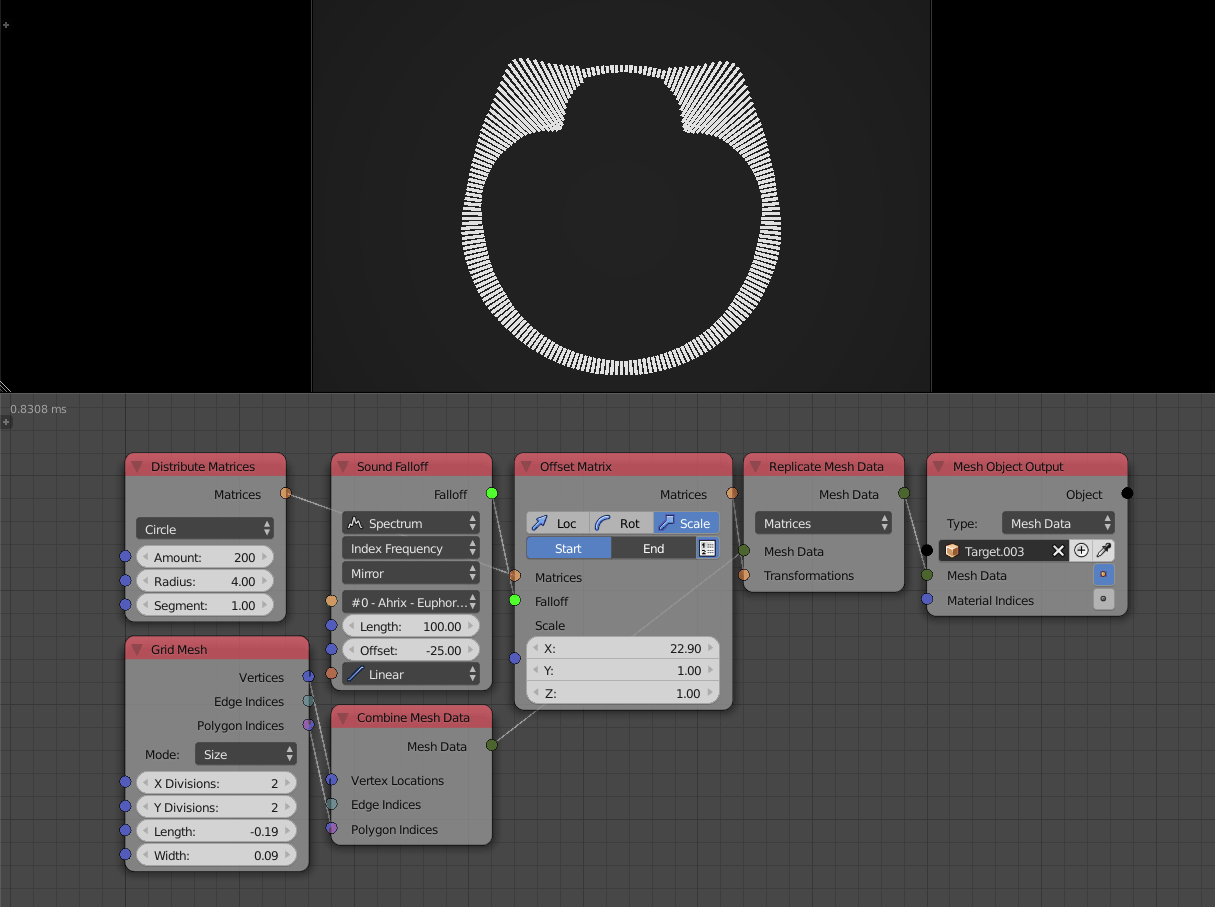 0.8308 ms
Distribute Matrices
Matrices
Circle
Amount: 200
Radius: 4.00
Segment: 1.00
Grid Mesh
Vertices
Edge Indices
Polygon Indices
Mode: Size
X Divisions: 2
Y Divisions: 2
Length: -0.19
Width: 0.09
Sound Falloff
Falloff
Spectrum
Index Frequency
Mirror
#0 - Ahrix - Euphor...
Length: 100.00
Offset: -25.00
Linear
Combine Mesh Data
Mesh Data
Vertex Locations
Edge Indices
Polygon Indices
Offset Matrix
Matrices
Loc Rot Scale
Start End
Matrices
Falloff
Scale
X: 22.90
Y: 1.00
Z: 1.00
Replicate Mesh Data
Mesh Data
Matrices
Mesh Data
Transformations
Mesh Object Output
Object
Type: Mesh Data
Target.003
Mesh Data
Material Indices